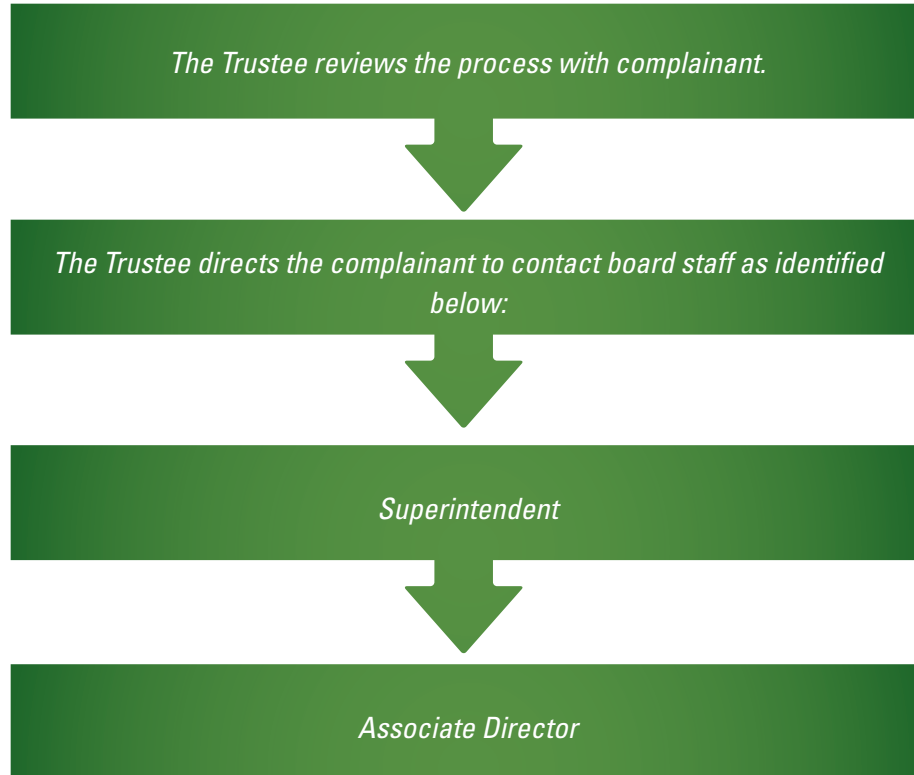 The Trustee reviews the process with complainant.
The Trustee directs the complainant to contact board staff as identified
below:
Superintendent
Associate Director